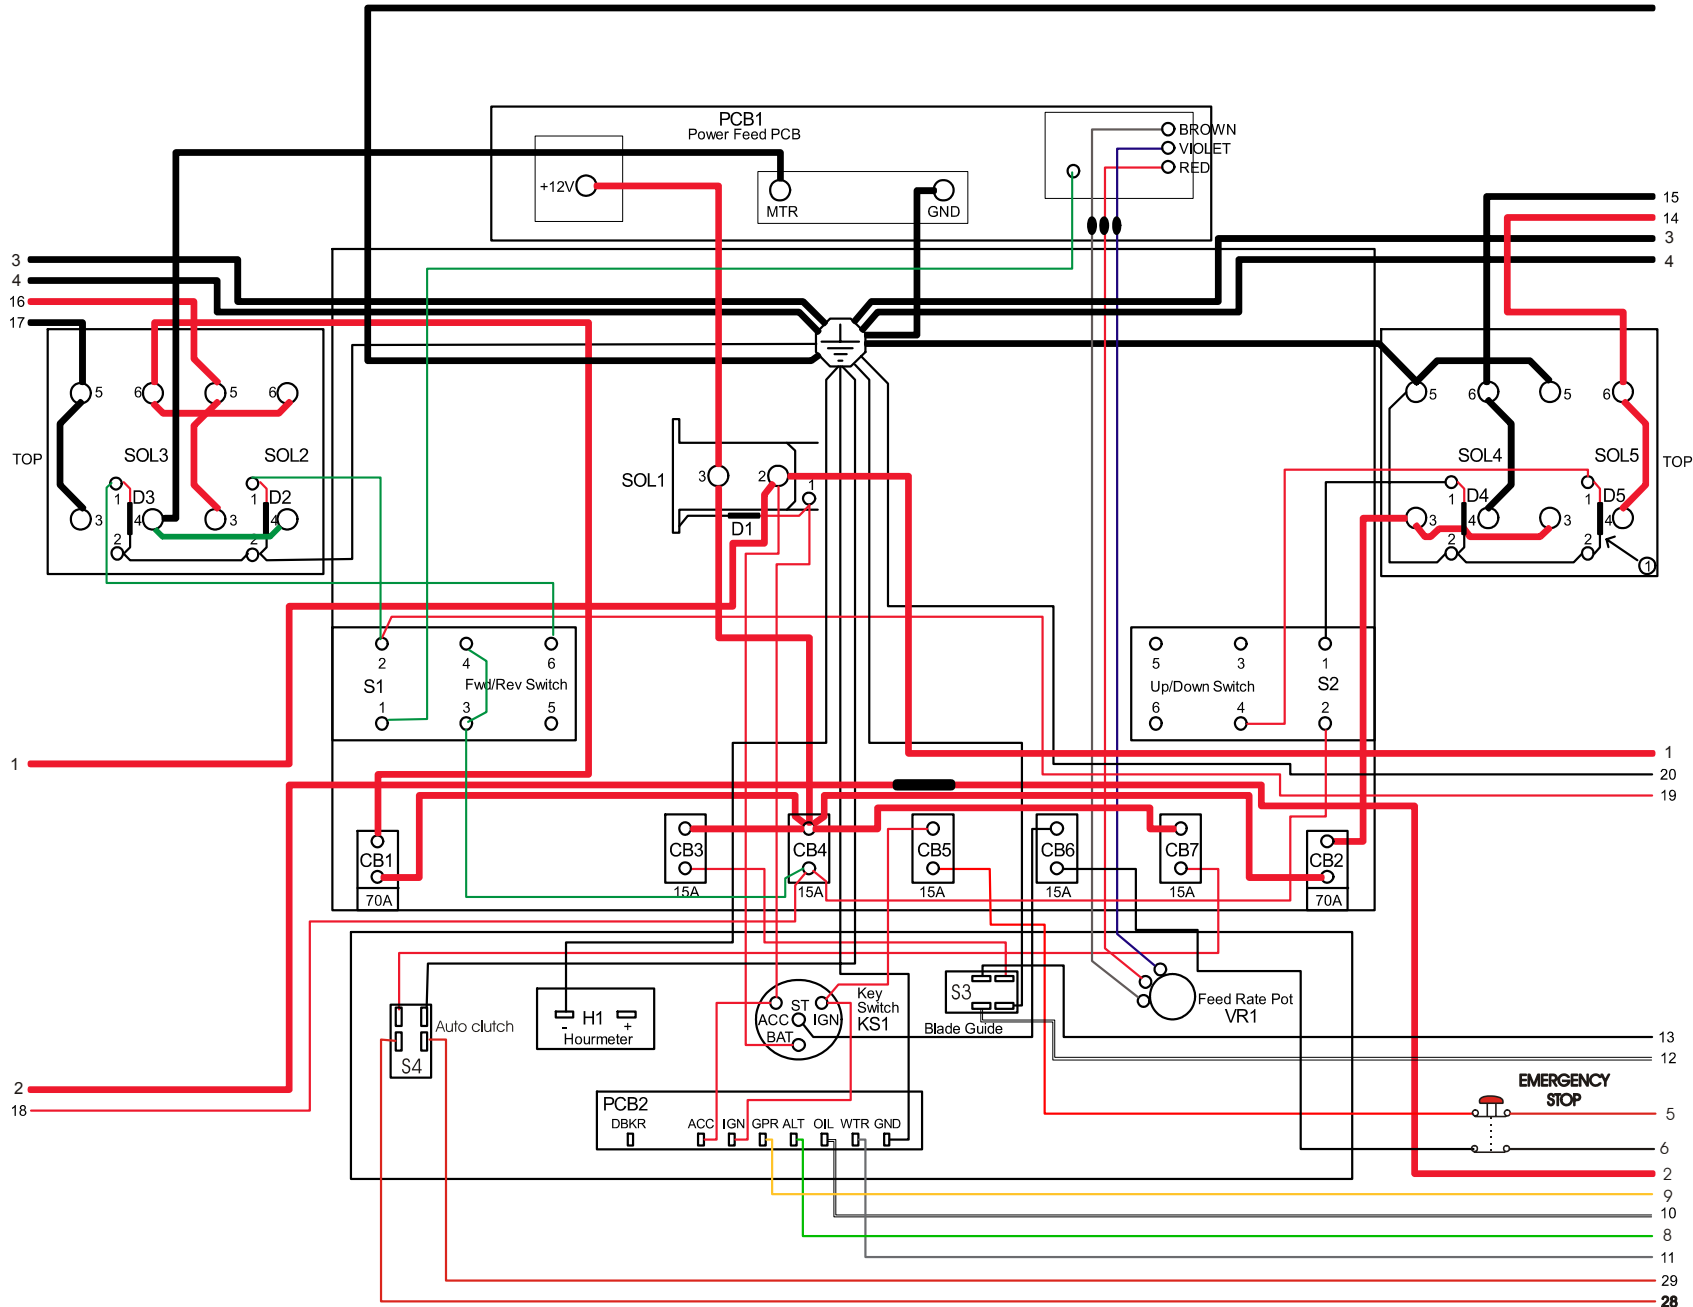 PCB1
Power Feed PCB
BROWN
VIOLET
RED
+12V
MTR
GND
15
14
3
4
3
4
16
17
5
6
5
6
5
6
5
6
TOP
SOL3
SOL2
1
D3
1
D2
3
4
3
4
2
2
SOL1
3
2
1
D1
SOL4
SOL5
TOP
1
D4
1
D5
3
4
3
4
2
2
1
2
4
6
S1
Fwd/Rev Switch
1
3
5
5
3
1
Up/Down Switch
S2
6
4
2
1
1
20
19
CB1
70A
CB3
15A
CB4
15A
CB5
15A
CB6
15A
CB7
15A
CB2
70A
S4
Auto clutch
H1
-
+
Hourmeter
ST
ACC
IGN
BAT
Key
Switch
KS1
S3
Blade Guide
Feed Rate Pot
VR1
13
12
2
18
PCB2
DBKR
ACC
IGN
GPR
ALT
OIL
WTR
GND
EMERGENCY
STOP
5
6
2
9
10
8
11
29
28